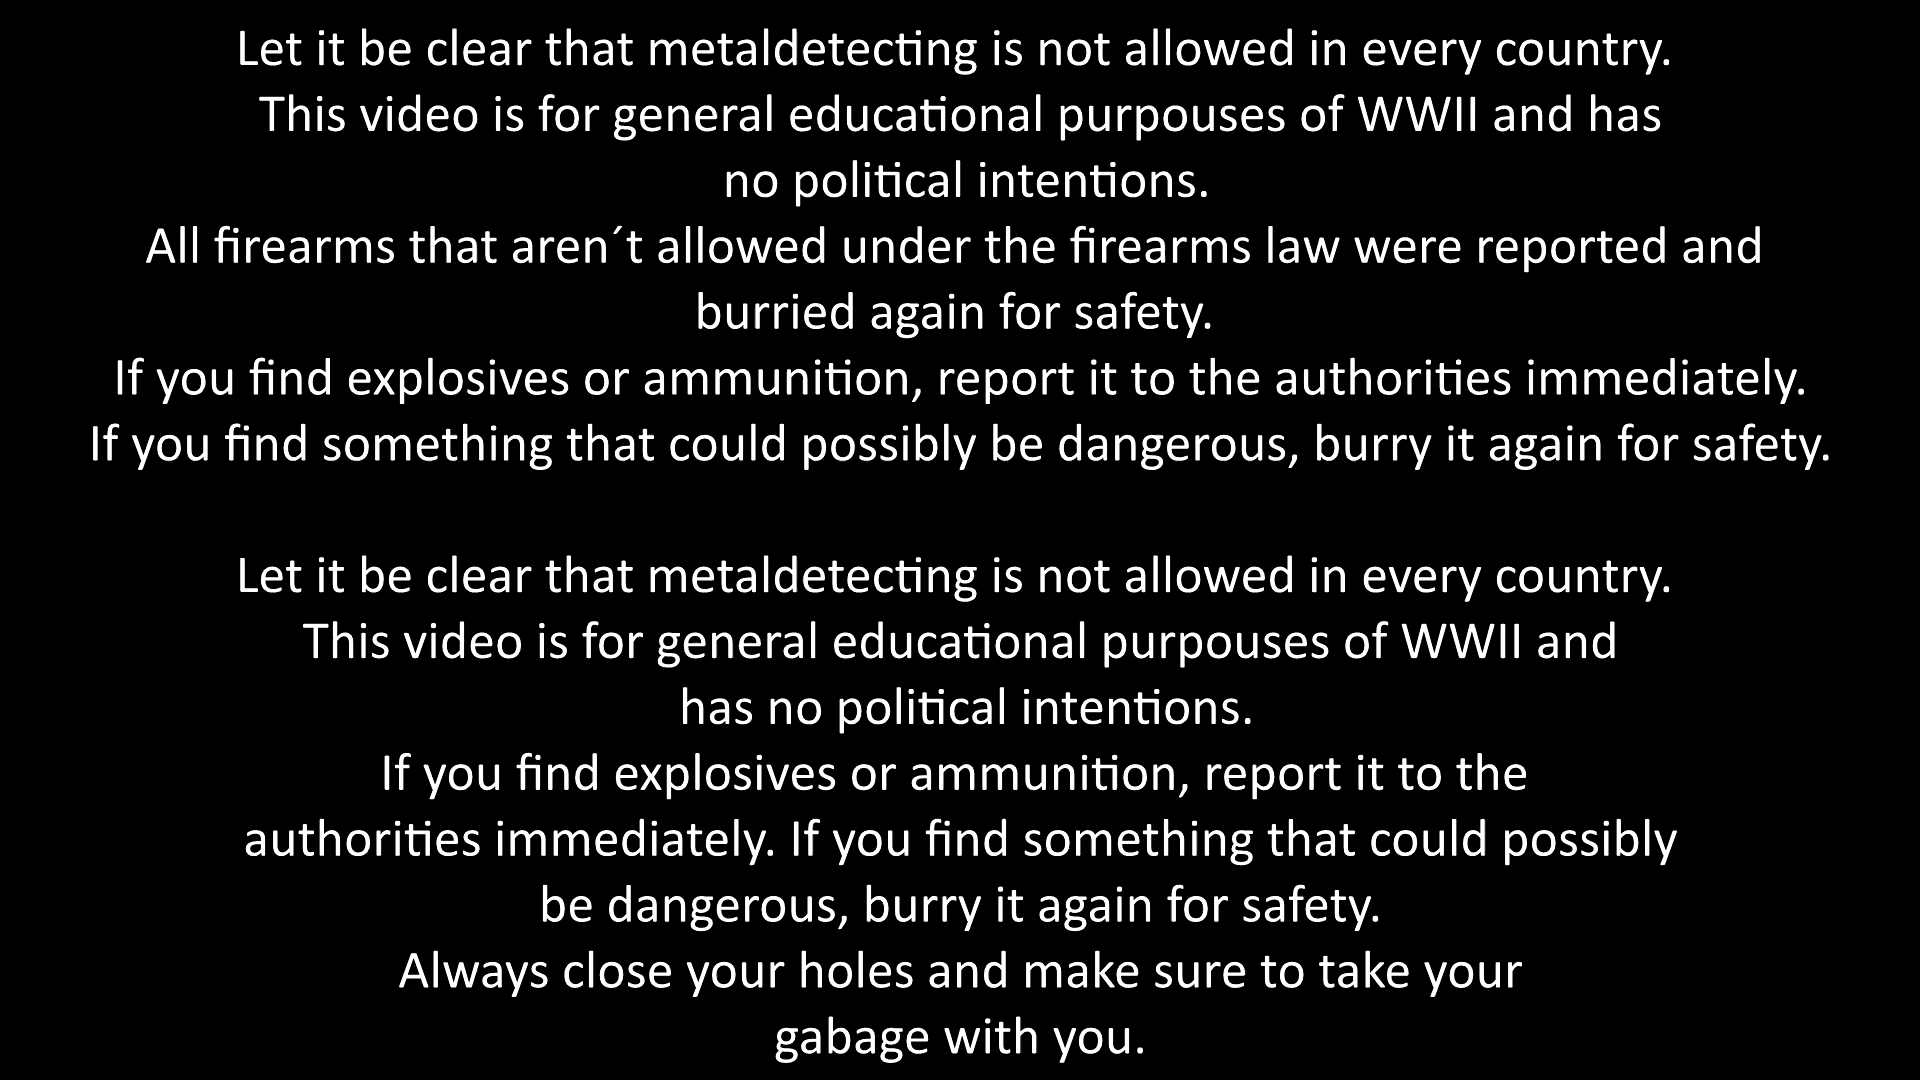 Let it be clear that metaldetecting is not allowed in every country.
This video is for general educational purpouses of WWII and has
no political intentions.
All firearms that aren´t allowed under the firearms law were reported and
burried again for safety.
If you find explosives or ammunition, report it to the authorities immediately.
If you find something that could possibly be dangerous, burry it again for safety.
Let it be clear that metaldetecting is not allowed in every country.
This video is for general educational purpouses of WWII and
has no political intentions.
If you find explosives or ammunition, report it to the
authorities immediately. If you find something that could possibly
be dangerous, burry it again for safety.
Always close your holes and make sure to take your
gabage with you.